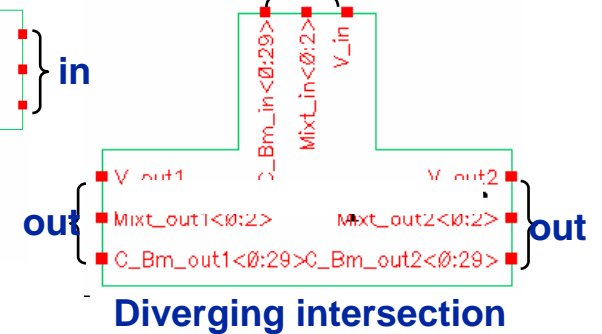 in
C_Bm_in<0:29>
Mixt_in<0:2>
V_in
V_out1 V_out2
out Mixt_out1<0:2> Mixt_out2<0:2> out
C_Bm_out1<0:29>C_Bm_out2<0:29>
Diverging intersection